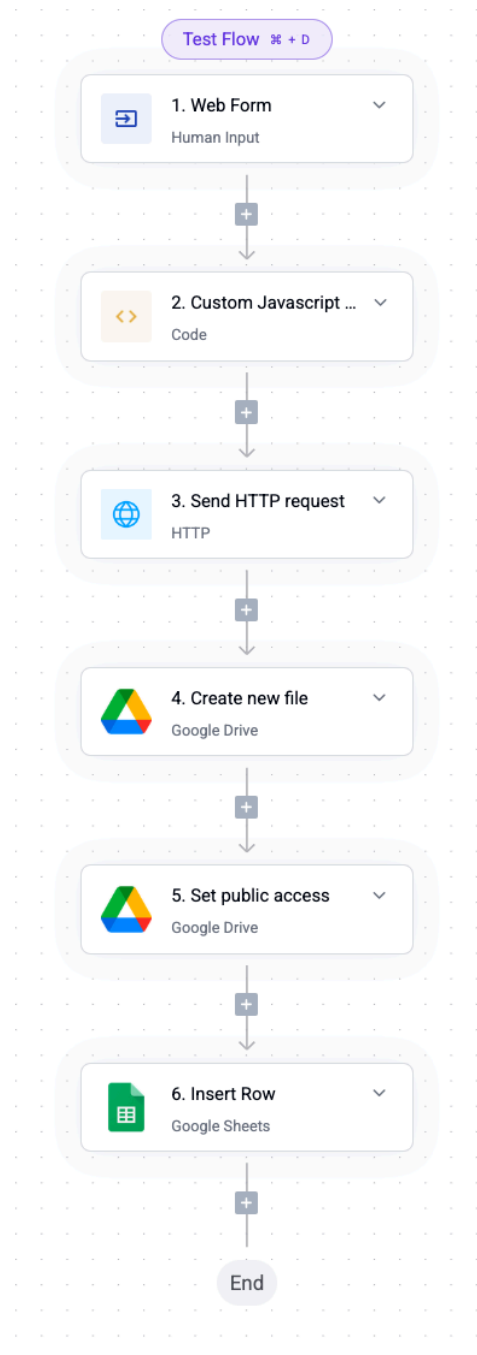 Test Flow ⌘ + D
1. Web Form
Human Input
2. Custom Javascript ...
Code
3. Send HTTP request
HTTP
4. Create new file
Google Drive
5. Set public access
Google Drive
6. Insert Row
Google Sheets
End